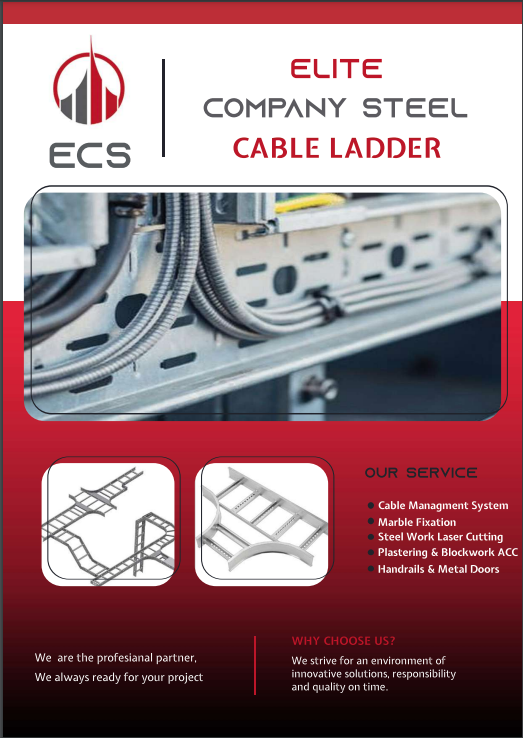 ECS
ELITE
COMPANY STEEL
CABLE LADDER
OUR SERVICE
Cable Managment System
Marble Fixation
Steel Work Laser Cutting
Plastering & Blockwork ACC
Handrails & Metal Doors
We are the profesianal partner,
We always ready for your project
WHY CHOOSE US?
We strive for an environment of
innovative solutions, responsibility
and quality on time.